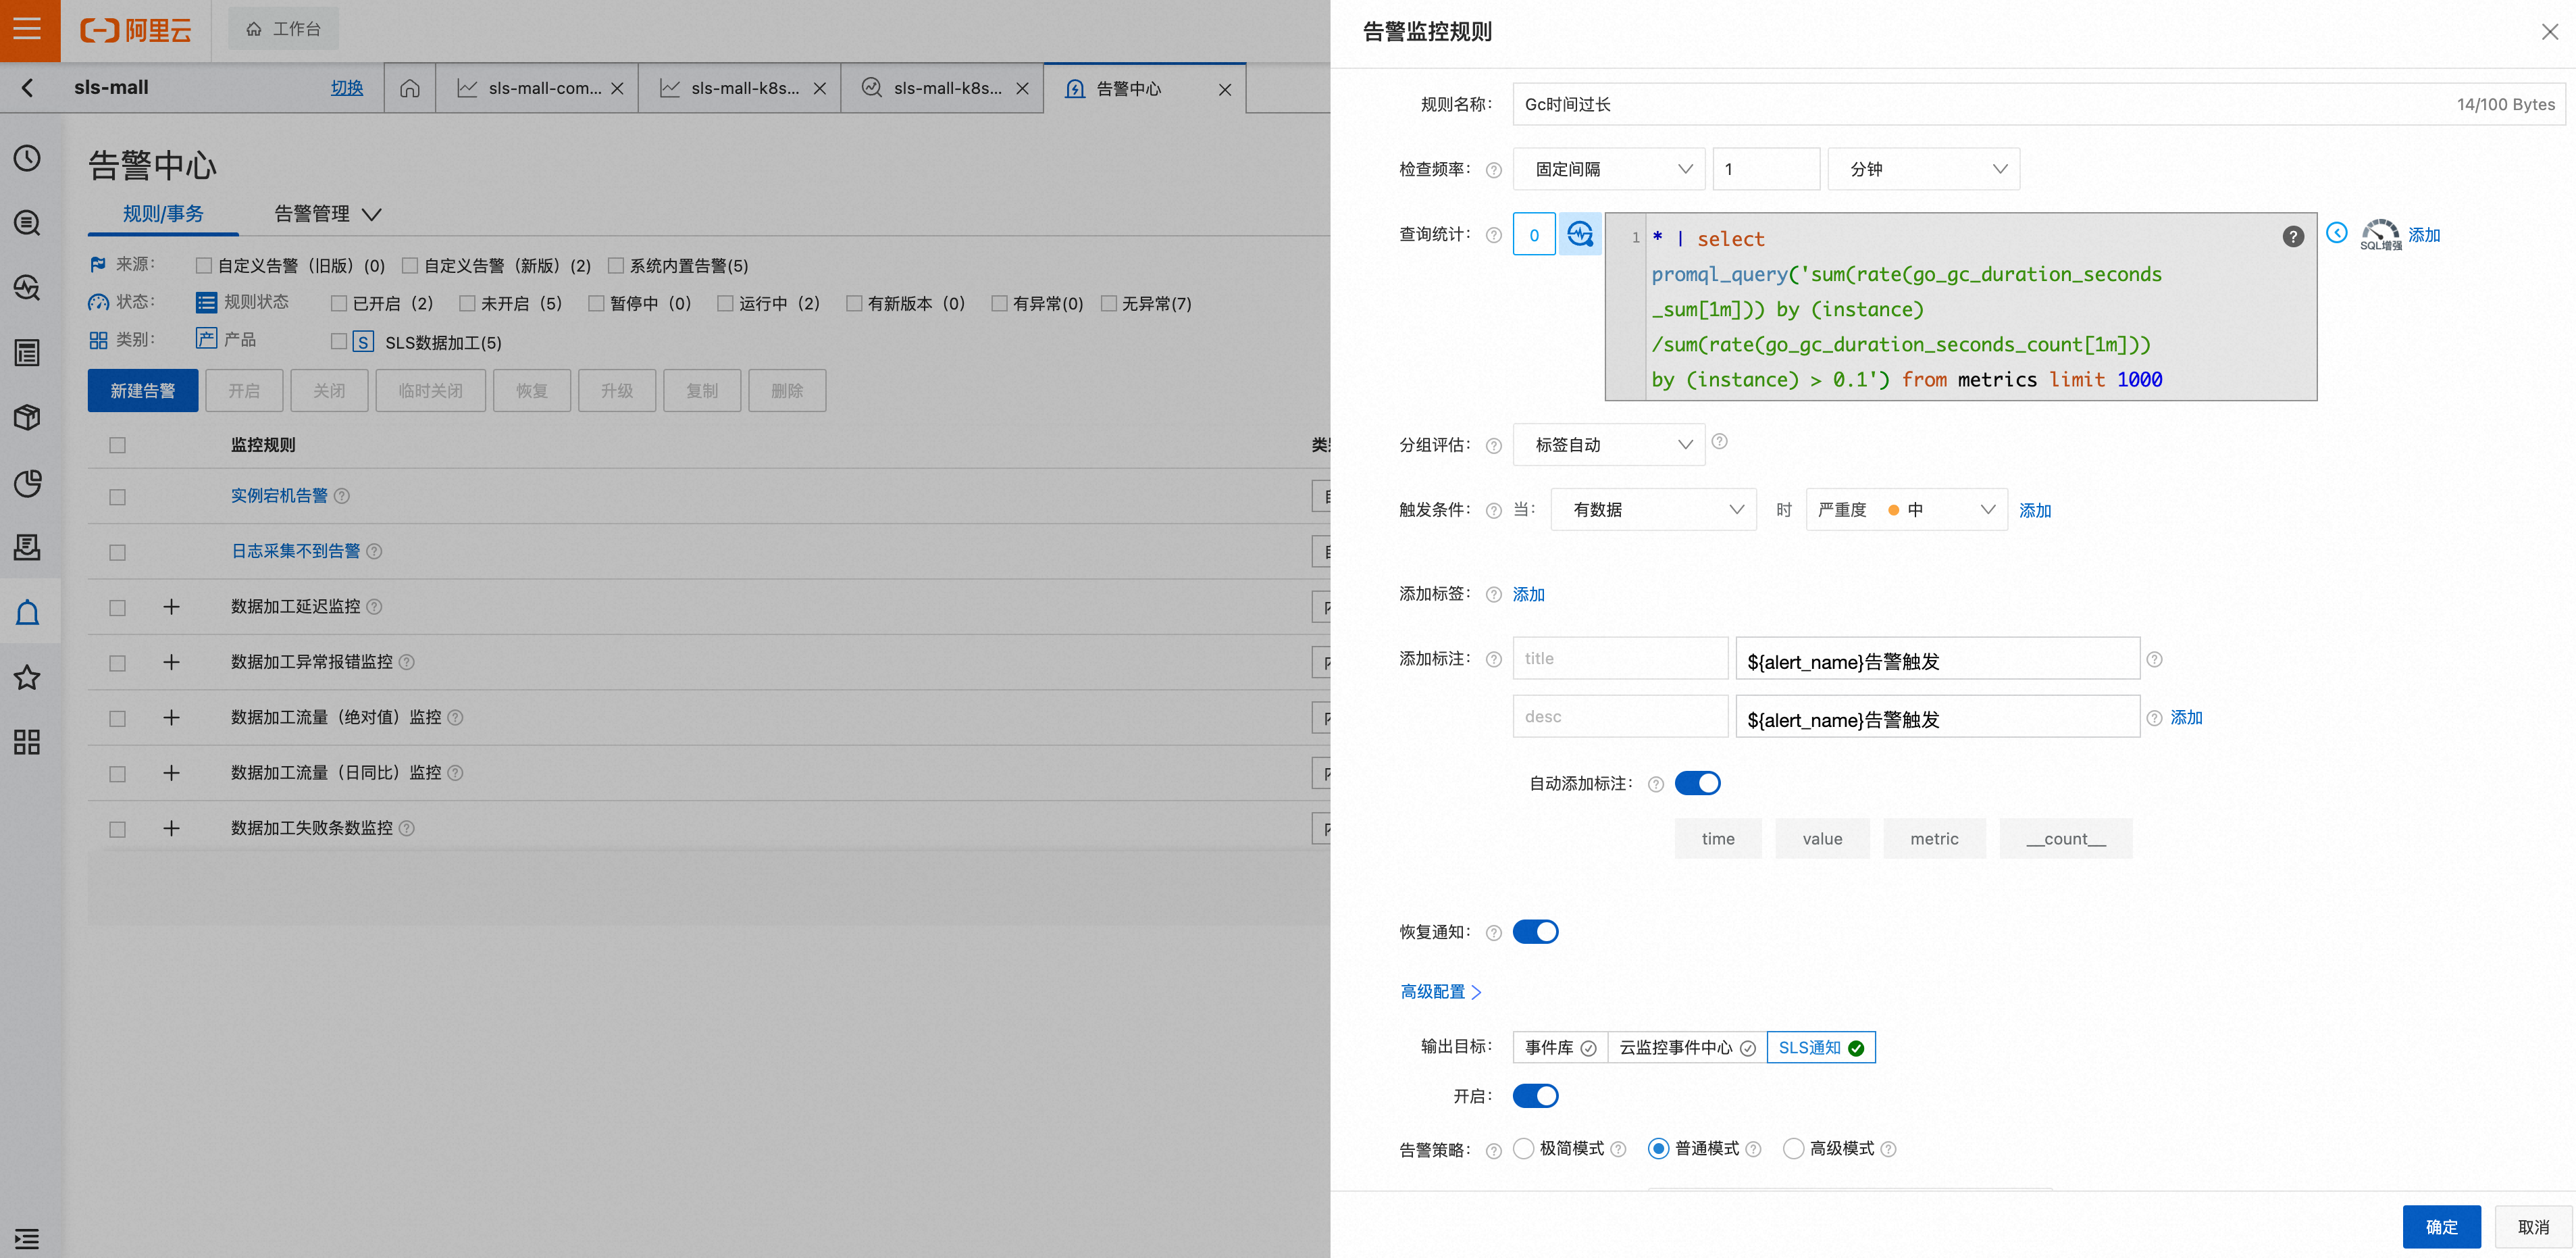 阿里云
工作台
sls-mall
切换
sls-mall-com...
sls-mall-k8s...
sls-mall-k8s...
告警中心
告警中心
规则/事务
告警管理
来源:
自定义告警（旧版）(0)
自定义告警（新版）(2)
系统内置告警(5)
状态:
规则状态
已开启（2）
未开启（5）
暂停中（0）
运行中（2）
有新版本（0）
有异常(0)
无异常(7)
类别:
产 产品
S SLS数据加工(5)
新建告警
开启
关闭
临时关闭
恢复
升级
复制
删除
监控规则
实例宕机告警
日志采集不到告警
数据加工延迟监控
数据加工异常报错监控
数据加工流量（绝对值）监控
数据加工流量（日同比）监控
数据加工失败条数监控
告警监控规则
规则名称:
Gc时间过长
14/100 Bytes
检查频率:
固定间隔
1
分钟
查询统计:
0
1
* | select
promql_query('sum(rate(go_gc_duration_seconds
_sum[1m])) by (instance)
/sum(rate(go_gc_duration_seconds_count[1m]))
by (instance) > 0.1') from metrics limit 1000
SQL增强
添加
分组评估:
标签自动
触发条件:
当:
有数据
时
严重度
中
添加
添加标签:
添加
添加标注:
title
${alert_name}告警触发
desc
${alert_name}告警触发
添加
自动添加标注:
time
value
metric
__count__
恢复通知:
高级配置
输出目标:
事件库
云监控事件中心
SLS通知
开启:
告警策略:
极简模式
普通模式
高级模式
确定
取消